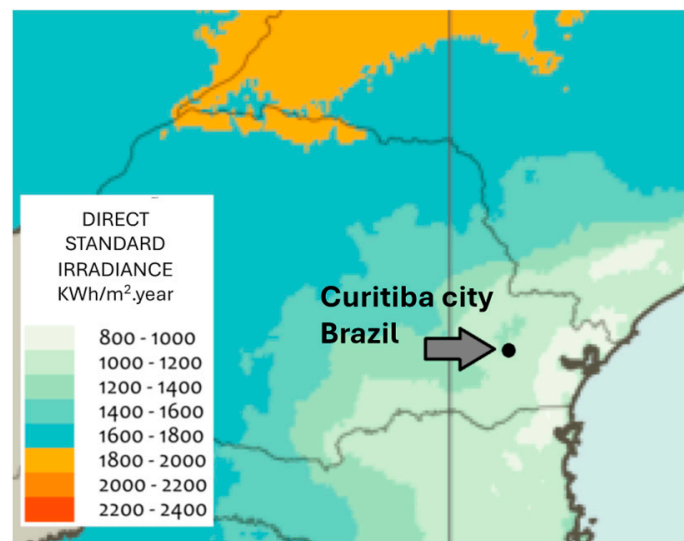 DIRECT
STANDARD
IRRADIANCE
KWh/m².year
800 - 1000
1000 - 1200
1200 - 1400
1400 - 1600
1600 - 1800
1800 - 2000
2000 - 2200
2200 - 2400
Curitiba city
Brazil